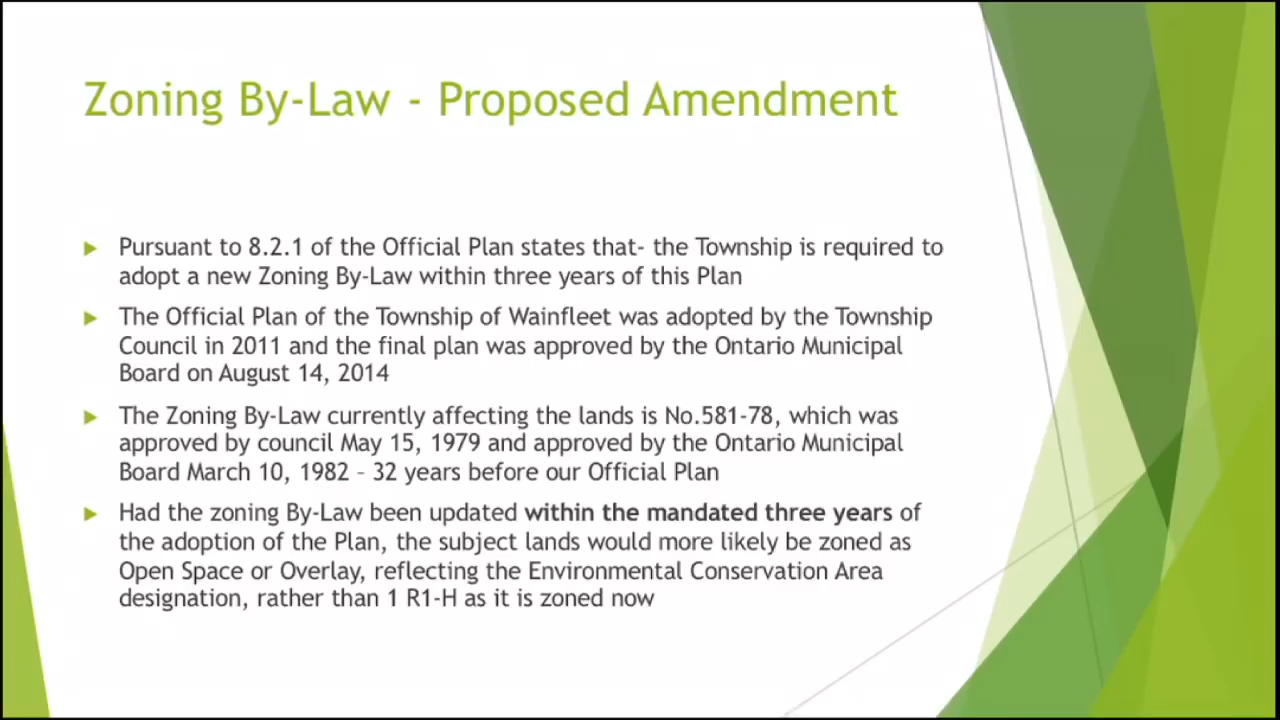 Zoning By-Law - Proposed Amendment
Pursuant to 8.2.1 of the Official Plan states that- the Township is required to
adopt a new Zoning By-Law within three years of this Plan
The Official Plan of the Township of Wainfleet was adopted by the Township
Council in 2011 and the final plan was approved by the Ontario Municipal
Board on August 14, 2014
The Zoning By-Law currently affecting the lands is No.581-78, which was
approved by council May 15, 1979 and approved by the Ontario Municipal
Board March 10, 1982 – 32 years before our Official Plan
Had the zoning By-Law been updated within the mandated three years of
the adoption of the Plan, the subject lands would more likely be zoned as
Open Space or Overlay, reflecting the Environmental Conservation Area
designation, rather than 1 R1-H as it is zoned now